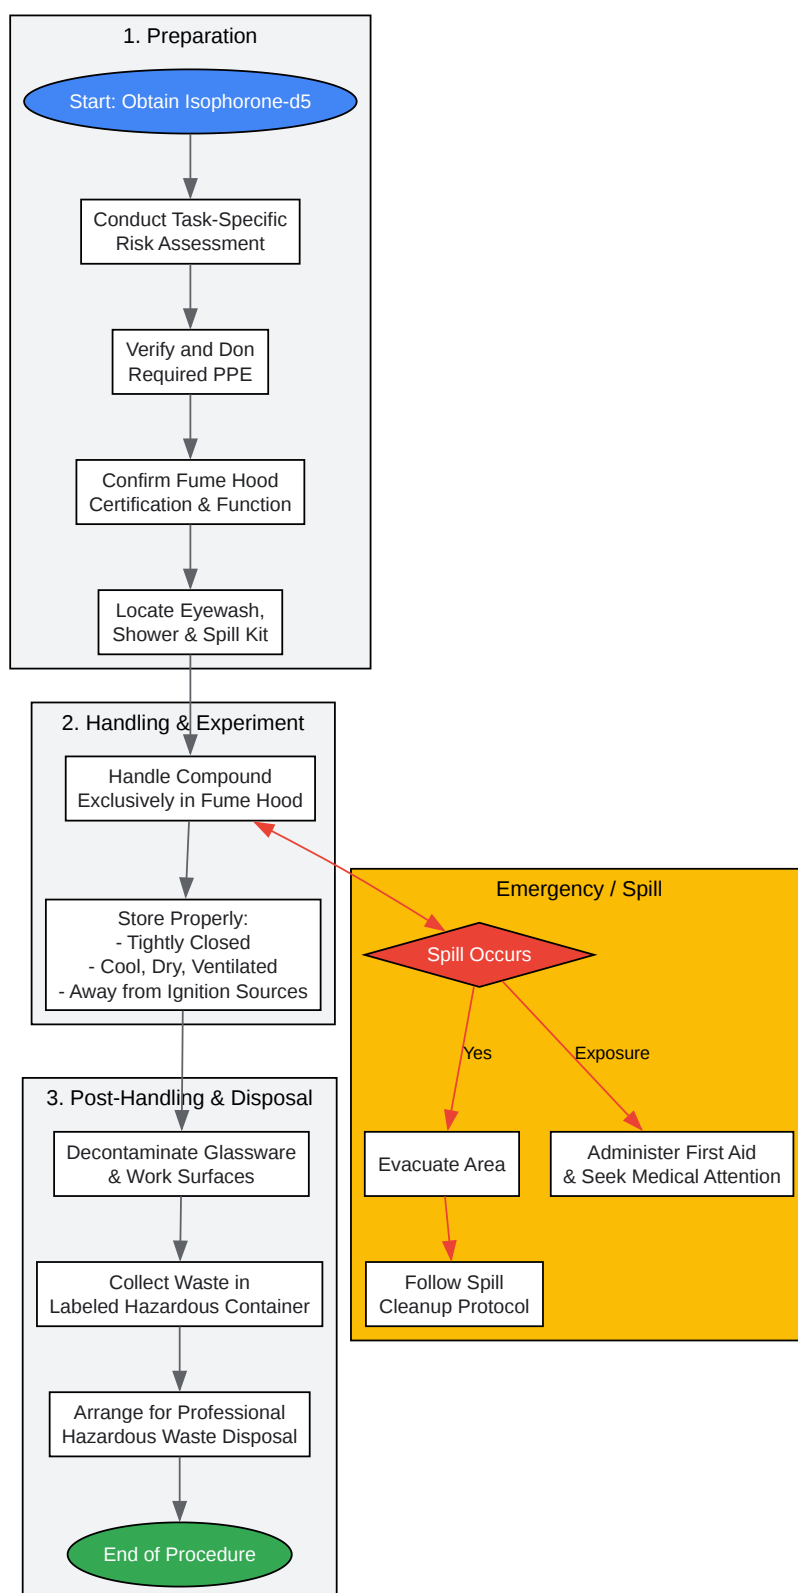 1. Preparation
Start: Obtain Isophorone-d5
Conduct Task-Specific
Risk Assessment
Verify and Don
Required PPE
Confirm Fume Hood
Certification & Function
Locate Eyewash,
Shower & Spill Kit
2. Handling & Experiment
Handle Compound
Exclusively in Fume Hood
Store Properly:
- Tightly Closed
- Cool, Dry, Ventilated
- Away from Ignition Sources
Emergency / Spill
Spill Occurs
Yes
Exposure
Evacuate Area
Administer First Aid
& Seek Medical Attention
Follow Spill
Cleanup Protocol
3. Post-Handling & Disposal
Decontaminate Glassware
& Work Surfaces
Collect Waste in
Labeled Hazardous Container
Arrange for Professional
Hazardous Waste Disposal
End of Procedure